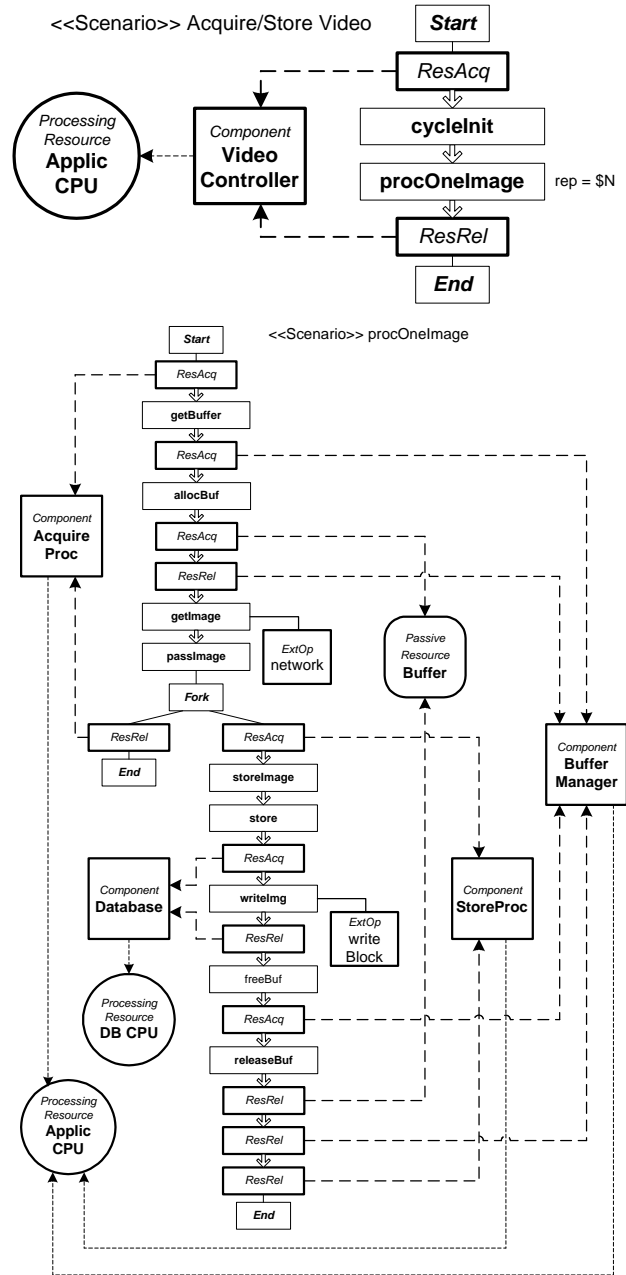 <<Scenario>> Acquire/Store Video
Start
ResAcq
cycleInit
procOneImage
rep = $N
ResRel
End
Component
Video
Controller
Processing
Resource
Applic
CPU
<<Scenario>> procOneImage
Start
ResAcq
getBuffer
ResAcq
allocBuf
ResAcq
ResRel
getImage
ExtOp
network
passImage
Fork
ResRel
End
ResAcq
storeImage
store
ResAcq
writeImg
ExtOp
write
Block
ResRel
freeBuf
ResAcq
releaseBuf
ResRel
ResRel
ResRel
End
Component
Acquire
Proc
Passive
Resource
Buffer
Component
Buffer
Manager
Component
Database
Component
StoreProc
Processing
Resource
DB CPU
Processing
Resource
Applic
CPU